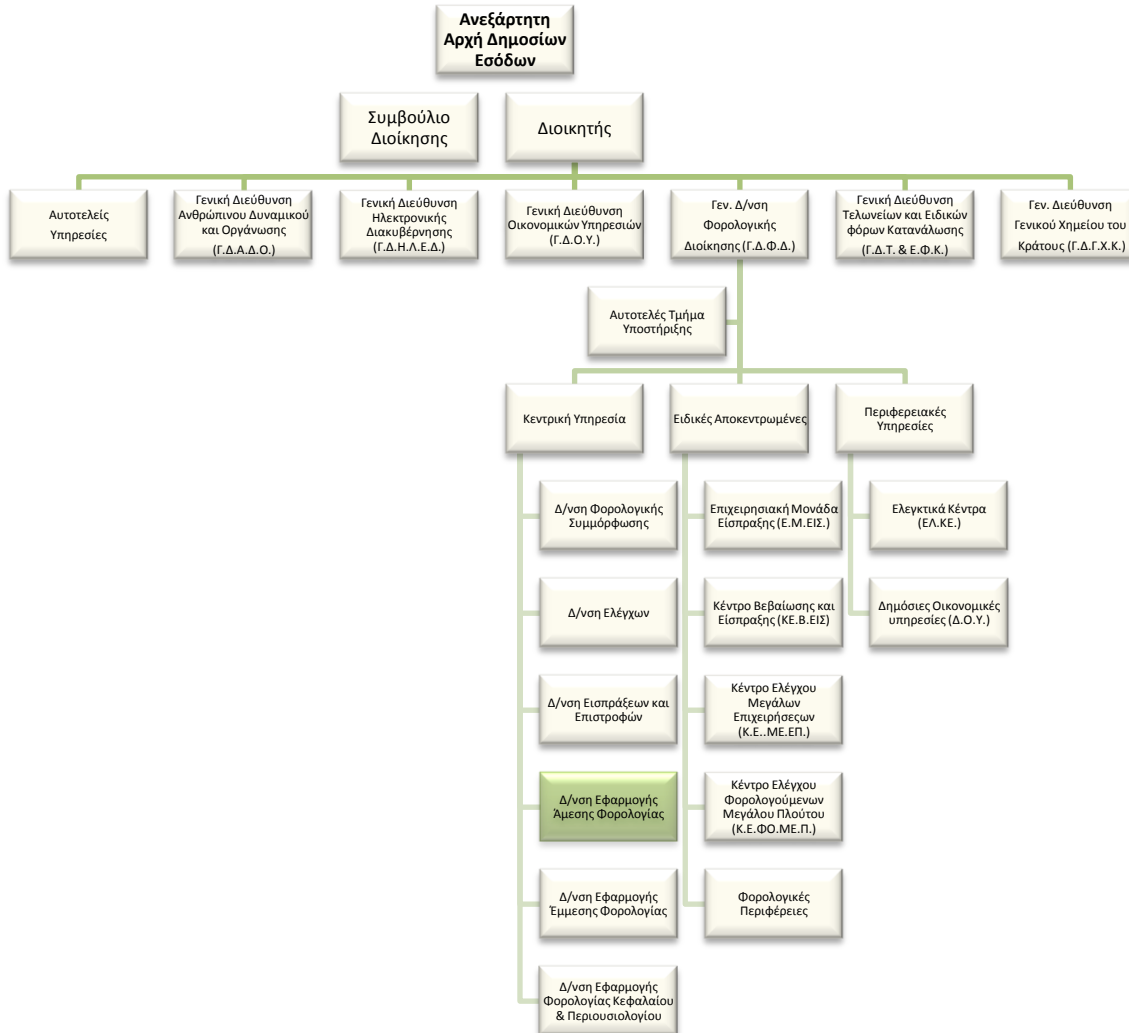 Ανεξάρτητη
Αρχή Δημοσίων
Εσόδων
Συμβούλιο
Διοίκησης
Διοικητής
Αυτοτελείς
Υπηρεσίες
Γενική Διεύθυνση
Ανθρώπινου Δυναμικού
και Οργάνωσης
(Γ.Δ.Α.Δ.Ο.)
Γενική Διεύθυνση
Ηλεκτρονικής
Διακυβέρνησης
(Γ.Δ.Η.Λ.Ε.Δ.)
Γενική Διεύθυνση
Οικονομικών Υπηρεσιών
(Γ.Δ.Ο.Υ.)
Γεν. Δ/νση
Φορολογικής
Διοίκησης (Γ.Δ.Φ.Δ.)
Γενική Διεύθυνση
Τελωνείων και Ειδικών
φόρων Κατανάλωσης
(Γ.Δ.Τ. & Ε.Φ.Κ.)
Γεν. Διεύθυνση
Γενικού Χημείου του
Κράτους (Γ.Δ.Γ.Χ.Κ.)
Αυτοτελές Τμήμα
Υποστήριξης
Κεντρική Υπηρεσία
Ειδικές Αποκεντρωμένες
Περιφερειακές
Υπηρεσίες
Δ/νση Φορολογικής
Συμμόρφωσης
Δ/νση Ελέγχων
Δ/νση Εισπράξεων και
Επιστροφών
Δ/νση Εφαρμογής
Άμεσης Φορολογίας
Δ/νση Εφαρμογής
Έμμεσης Φορολογίας
Δ/νση Εφαρμογής
Φορολογίας Κεφαλαίου
& Περιουσιολογίου
Επιχειρησιακή Μονάδα
Είσπραξης (Ε.Μ.ΕΙΣ.)
Κέντρο Βεβαίωσης και
Είσπραξης (ΚΕ.Β.ΕΙΣ)
Κέντρο Ελέγχου
Μεγάλων
Επιχειρήσεςων
(Κ.Ε..ΜΕ.ΕΠ.)
Κέντρο Ελέγχου
Φορολογούμενων
Μεγάλου Πλούτου
(Κ.Ε.ΦΟ.ΜΕ.Π.)
Φορολογικές
Περιφέρειες
Ελεγκτικά Κέντρα
(ΕΛ.ΚΕ.)
Δημόσιες Οικονομικές
υπηρεσίες (Δ.Ο.Υ.)